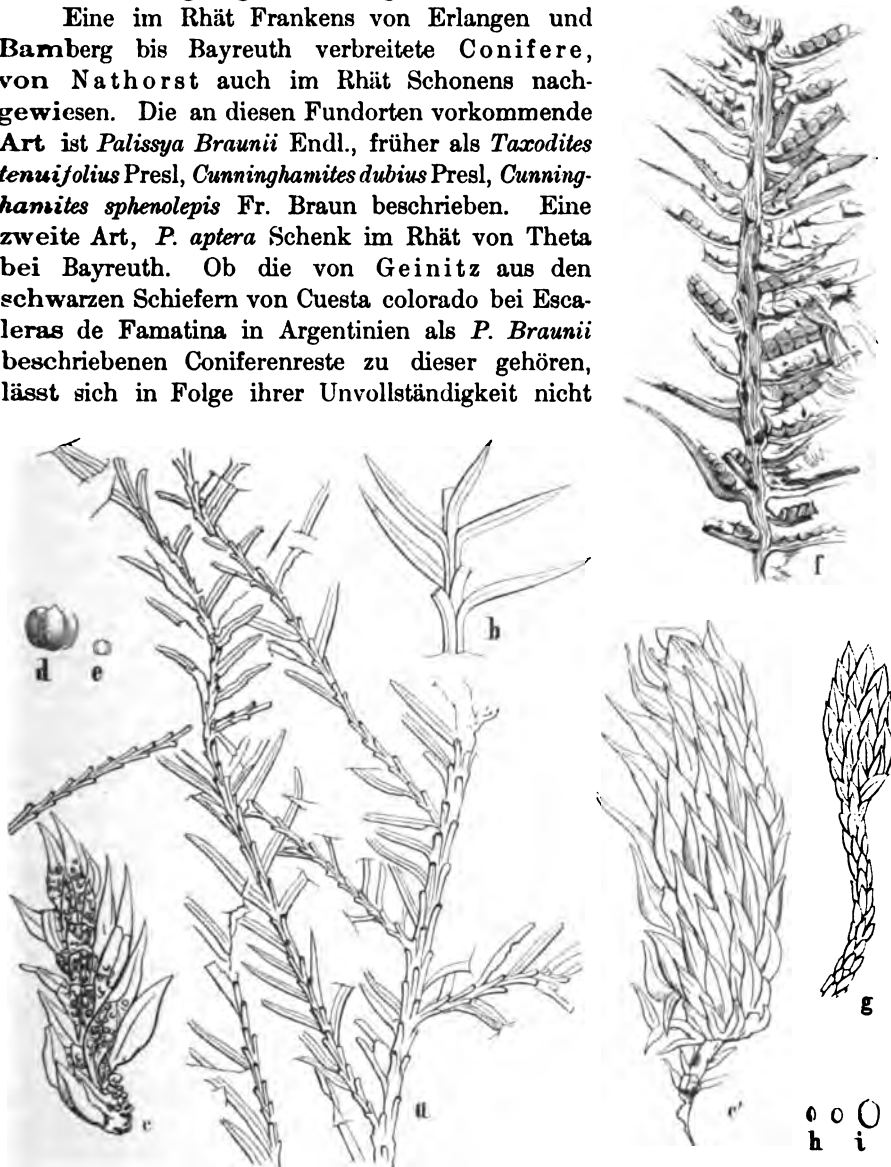 Eine im Rhät Frankens von Erlangen und
Bamberg bis Bayreuth verbreitete Conifere,
von Nathorst auch im Rhät Schonens nach-
gewiesen. Die an diesen Fundorten vorkommende
Art ist Palissya Braunii Endl., früher als Taxodites
tenuifolius Presl, Cunninghamites dubius Presl, Cunning-
hamites sphenolepis Fr. Braun beschrieben. Eine
zweite Art, P. aptera Schenk im Rhät von Theta
bei Bayreuth. Ob die von Geinitz aus den
schwarzen Schiefern von Cuesta colorado bei Esca-
leras de Famatina in Argentinien als P. Braunii
beschriebenen Coniferenreste zu dieser gehören,
lässt sich in Folge ihrer Unvollständigkeit nicht
f
b
d e
g
c a c'
h i